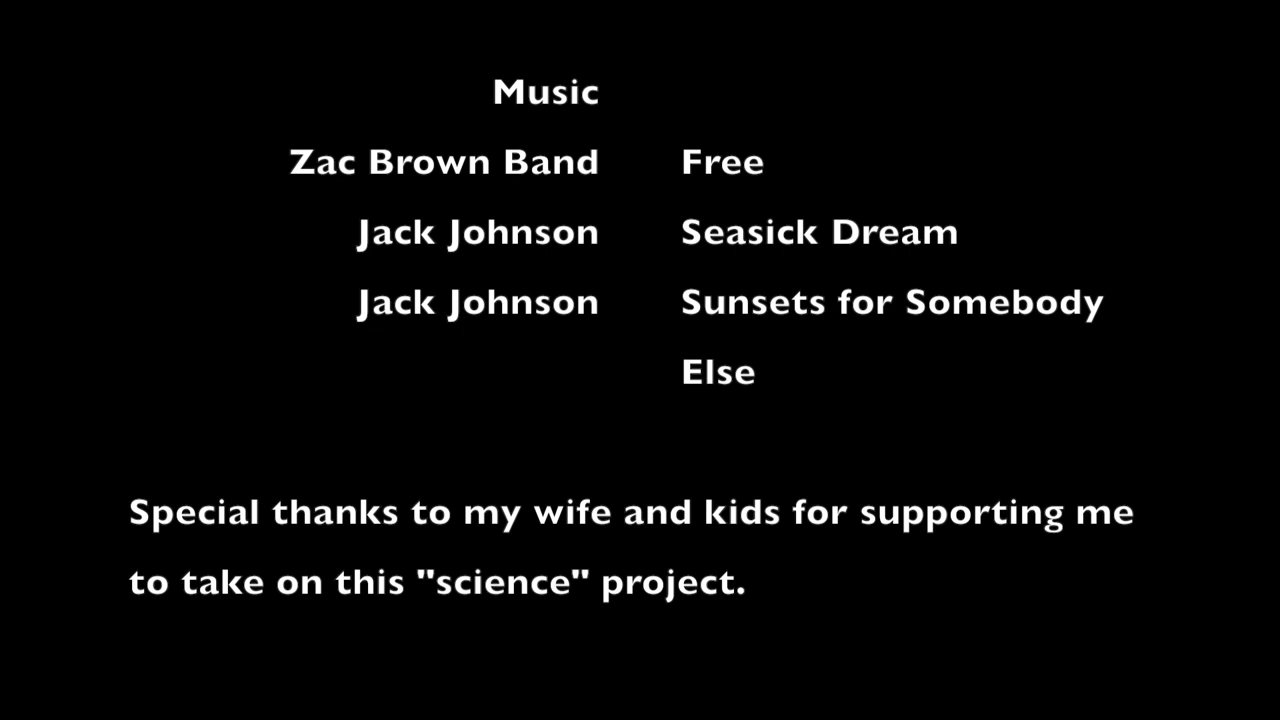 Music
Zac Brown Band Free
Jack Johnson Seasick Dream
Jack Johnson Sunsets for Somebody
Else
Special thanks to my wife and kids for supporting me
to take on this "science" project.